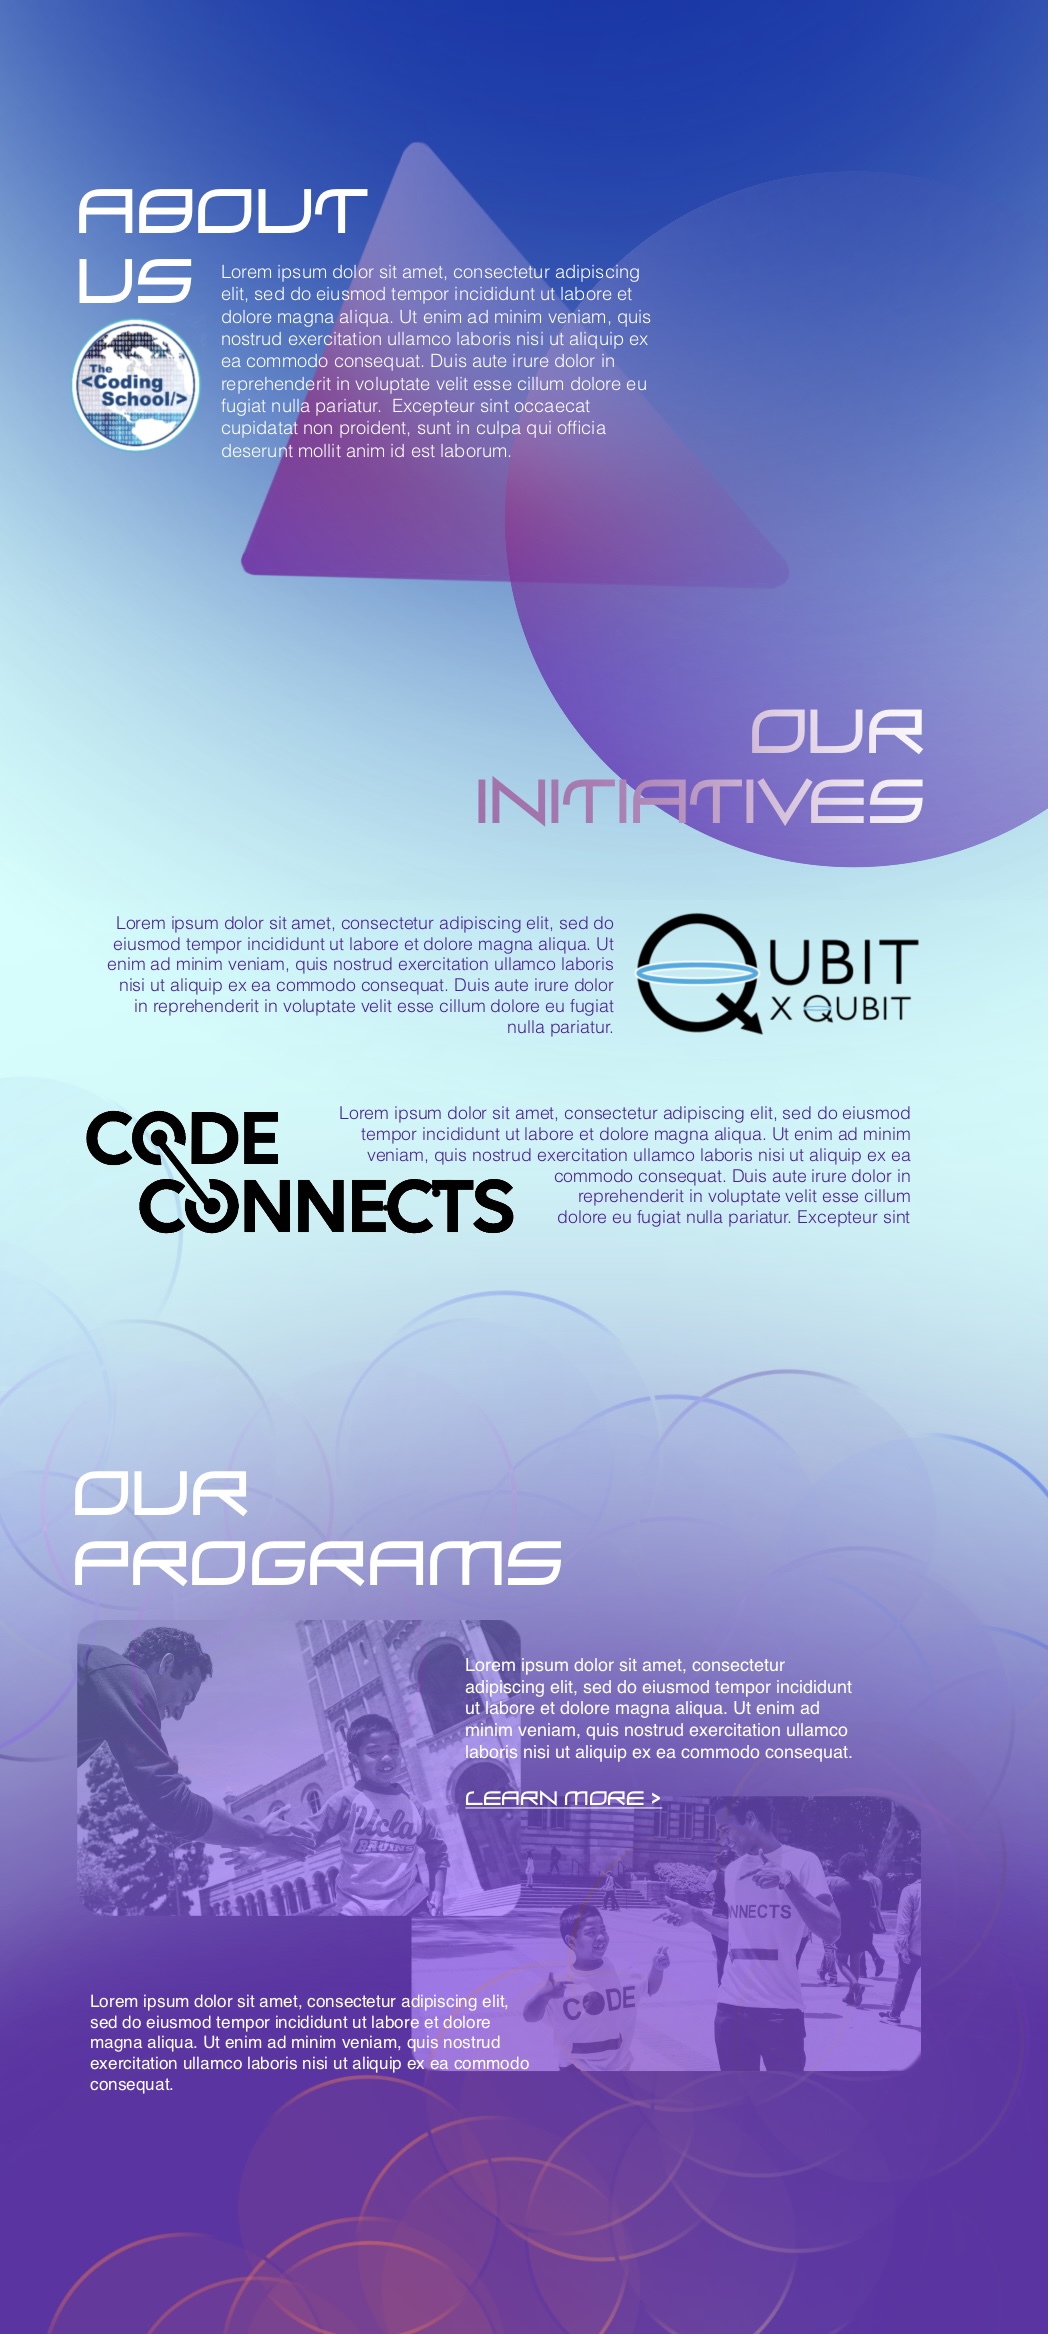 ABOUT
US
Lorem ipsum dolor sit amet, consectetur adipiscing
elit, sed do eiusmod tempor incididunt ut labore et
dolore magna aliqua. Ut enim ad minim veniam, quis
nostrud exercitation ullamco laboris nisi ut aliquip ex
ea commodo consequat. Duis aute irure dolor in
reprehenderit in voluptate velit esse cillum dolore eu
fugiat nulla pariatur.  Excepteur sint occaecat
cupidatat non proident, sunt in culpa qui officia
deserunt mollit anim id est laborum.
The
<Coding
School/>
OUR
INITIATIVES
Lorem ipsum dolor sit amet, consectetur adipiscing elit, sed do
eiusmod tempor incididunt ut labore et dolore magna aliqua. Ut
enim ad minim veniam, quis nostrud exercitation ullamco laboris
nisi ut aliquip ex ea commodo consequat. Duis aute irure dolor
in reprehenderit in voluptate velit esse cillum dolore eu fugiat
nulla pariatur.
QUBIT
X QUBIT
CODE
CONNECTS
Lorem ipsum dolor sit amet, consectetur adipiscing elit, sed do eiusmod
tempor incididunt ut labore et dolore magna aliqua. Ut enim ad minim
veniam, quis nostrud exercitation ullamco laboris nisi ut aliquip ex ea
commodo consequat. Duis aute irure dolor in
reprehenderit in voluptate velit esse cillum
dolore eu fugiat nulla pariatur. Excepteur sint
OUR
PROGRAMS
Lorem ipsum dolor sit amet, consectetur
adipiscing elit, sed do eiusmod tempor incididunt
ut labore et dolore magna aliqua. Ut enim ad
minim veniam, quis nostrud exercitation ullamco
laboris nisi ut aliquip ex ea commodo consequat.
LEARN MORE >
ucla
BRUINS
NNECTS
CODE
Lorem ipsum dolor sit amet, consectetur adipiscing elit,
sed do eiusmod tempor incididunt ut labore et dolore
magna aliqua. Ut enim ad minim veniam, quis nostrud
exercitation ullamco laboris nisi ut aliquip ex ea commodo
consequat.